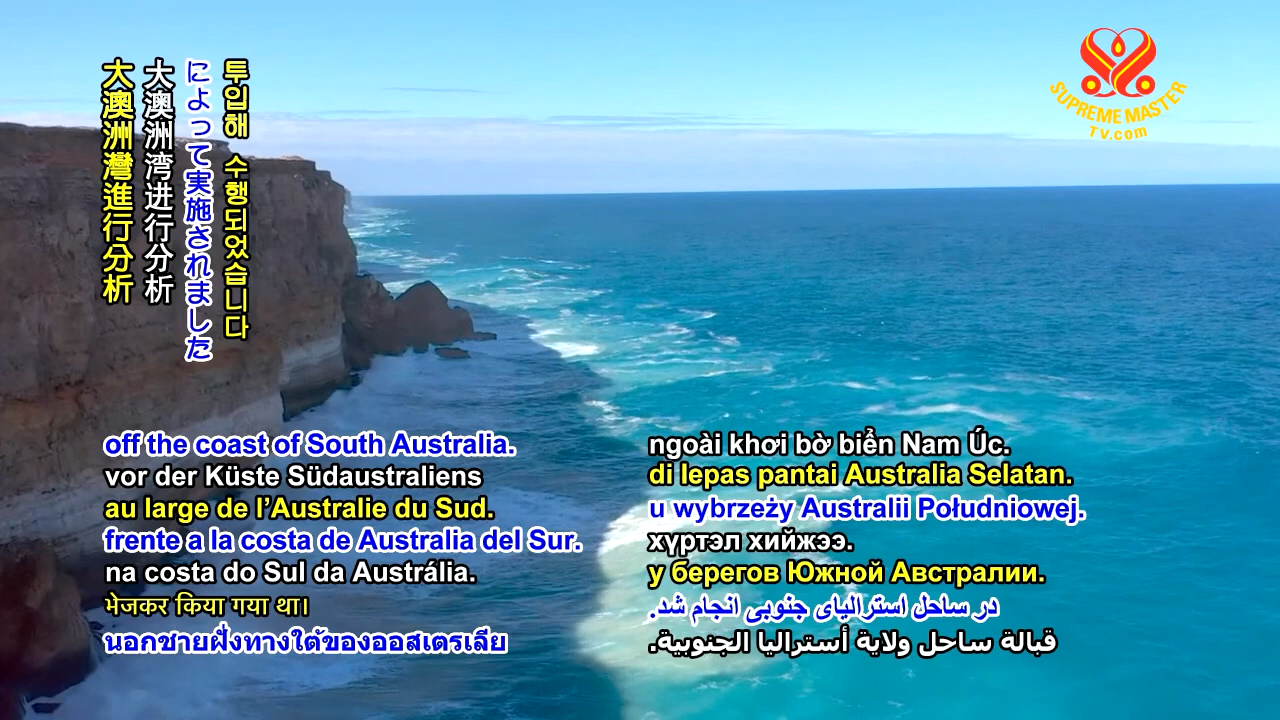 大澳洲灣進行分析
大澳洲湾进行分析
によって実施されました
투입해 수행되었습니다
SUPREME MASTER
TV.com
off the coast of South Australia.
vor der Küste Südaustraliens
au large de l’Australie du Sud.
frente a la costa de Australia del Sur.
na costa do Sul da Austrália.
भेजकर किया गया था।
นอกชายฝั่งทางใต้ของออสเตรเลีย
ngoài khơi bờ biển Nam Úc.
di lepas pantai Australia Selatan.
u wybrzeży Australii Południowej.
хүртэл хийжээ.
у берегов Южной Австралии.
در ساحل استرالیای جنوبی انجام شد.
قبالة ساحل ولاية أستراليا الجنوبية.